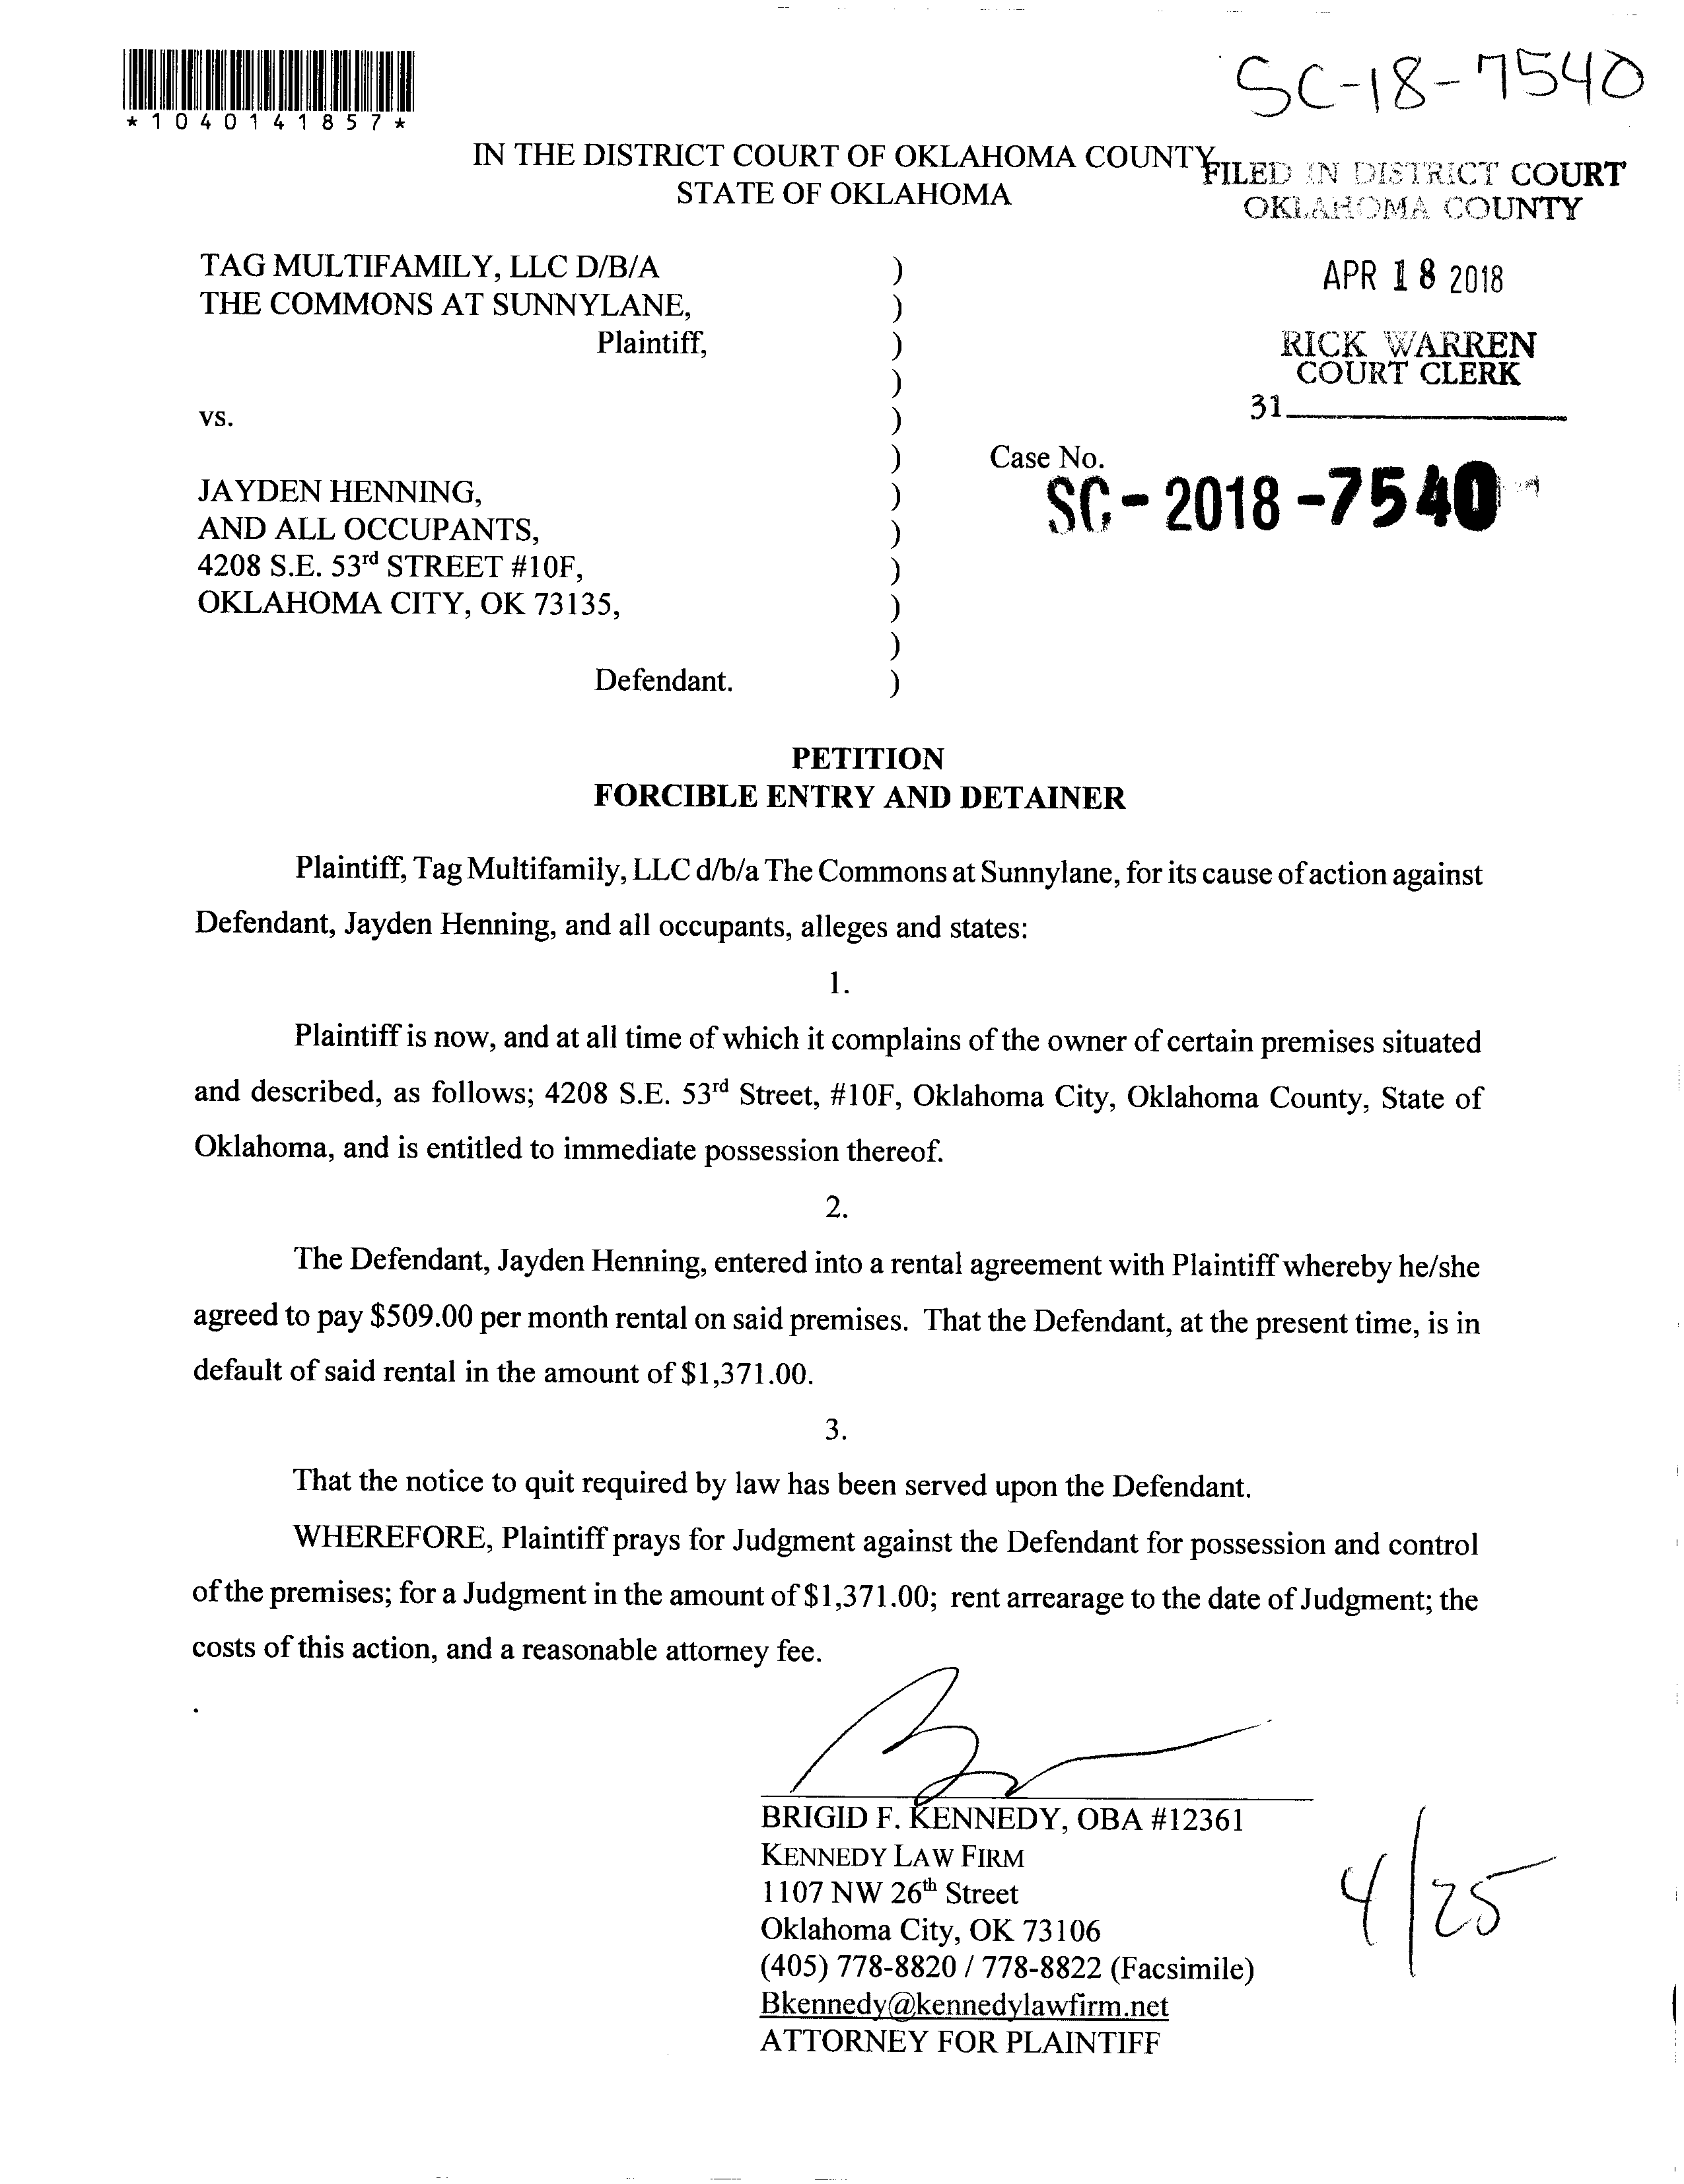 SC-18-7540
*1040141857*
IN THE DISTRICT COURT OF OKLAHOMA COUNTY
STATE OF OKLAHOMA
FILED IN DISTRICT COURT
OKLAHOMA COUNTY
APR 18 2018
RICK WARREN
COURT CLERK
31
TAG MULTIFAMILY, LLC D/B/A )
THE COMMONS AT SUNNYLANE, )
Plaintiff, )
)
vs. )
)
JAYDEN HENNING, )
AND ALL OCCUPANTS, )
4208 S.E. 53rd STREET #10F, )
OKLAHOMA CITY, OK 73135, )
)
Defendant. )
Case No.
SC-2018-7540
PETITION
FORCIBLE ENTRY AND DETAINER
Plaintiff, Tag Multifamily, LLC d/b/a The Commons at Sunnylane, for its cause of action against
Defendant, Jayden Henning, and all occupants, alleges and states:
1.
Plaintiff is now, and at all time of which it complains of the owner of certain premises situated
and described, as follows; 4208 S.E. 53rd Street, #10F, Oklahoma City, Oklahoma County, State of
Oklahoma, and is entitled to immediate possession thereof.
2.
The Defendant, Jayden Henning, entered into a rental agreement with Plaintiff whereby he/she
agreed to pay $509.00 per month rental on said premises. That the Defendant, at the present time, is in
default of said rental in the amount of $1,371.00.
3.
That the notice to quit required by law has been served upon the Defendant.
WHEREFORE, Plaintiff prays for Judgment against the Defendant for possession and control
of the premises; for a Judgment in the amount of $1,371.00; rent arrearage to the date of Judgment; the
costs of this action, and a reasonable attorney fee.
BRIGID F. KENNEDY, OBA #12361
KENNEDY LAW FIRM
1107 NW 26th Street
Oklahoma City, OK 73106
(405) 778-8820 / 778-8822 (Facsimile)
Bkennedy@kennedylawfirm.net
ATTORNEY FOR PLAINTIFF
4/25